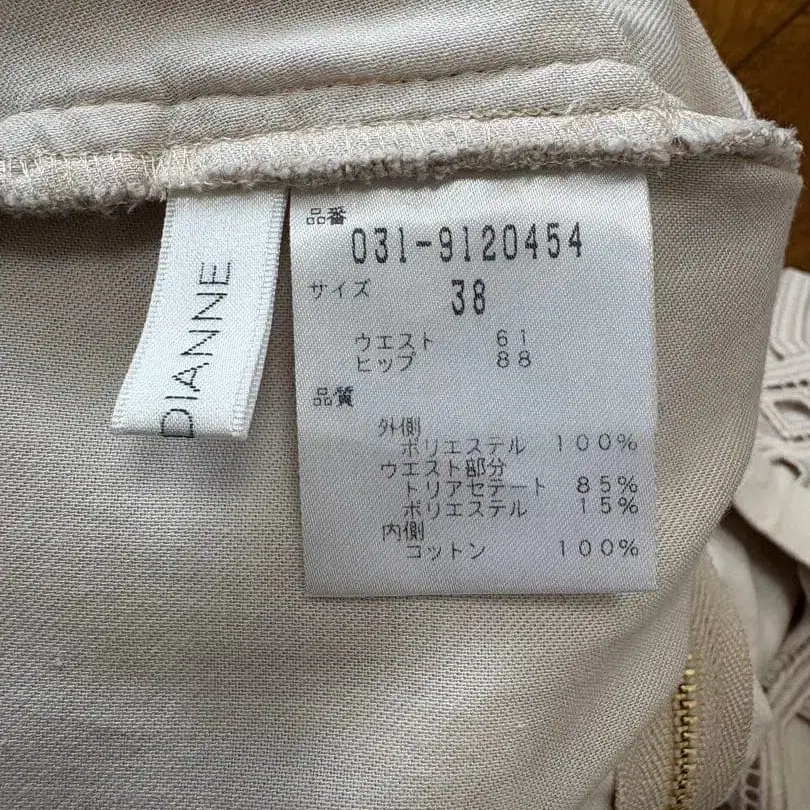 品番
031-9120454
サイズ 38
ウエスト 61
ヒップ 88
品質
外側
ポリエステル 100%
ウエスト部分
トリアセテート 85%
ポリエステル 15%
内側
コットン 100%
DIANNE